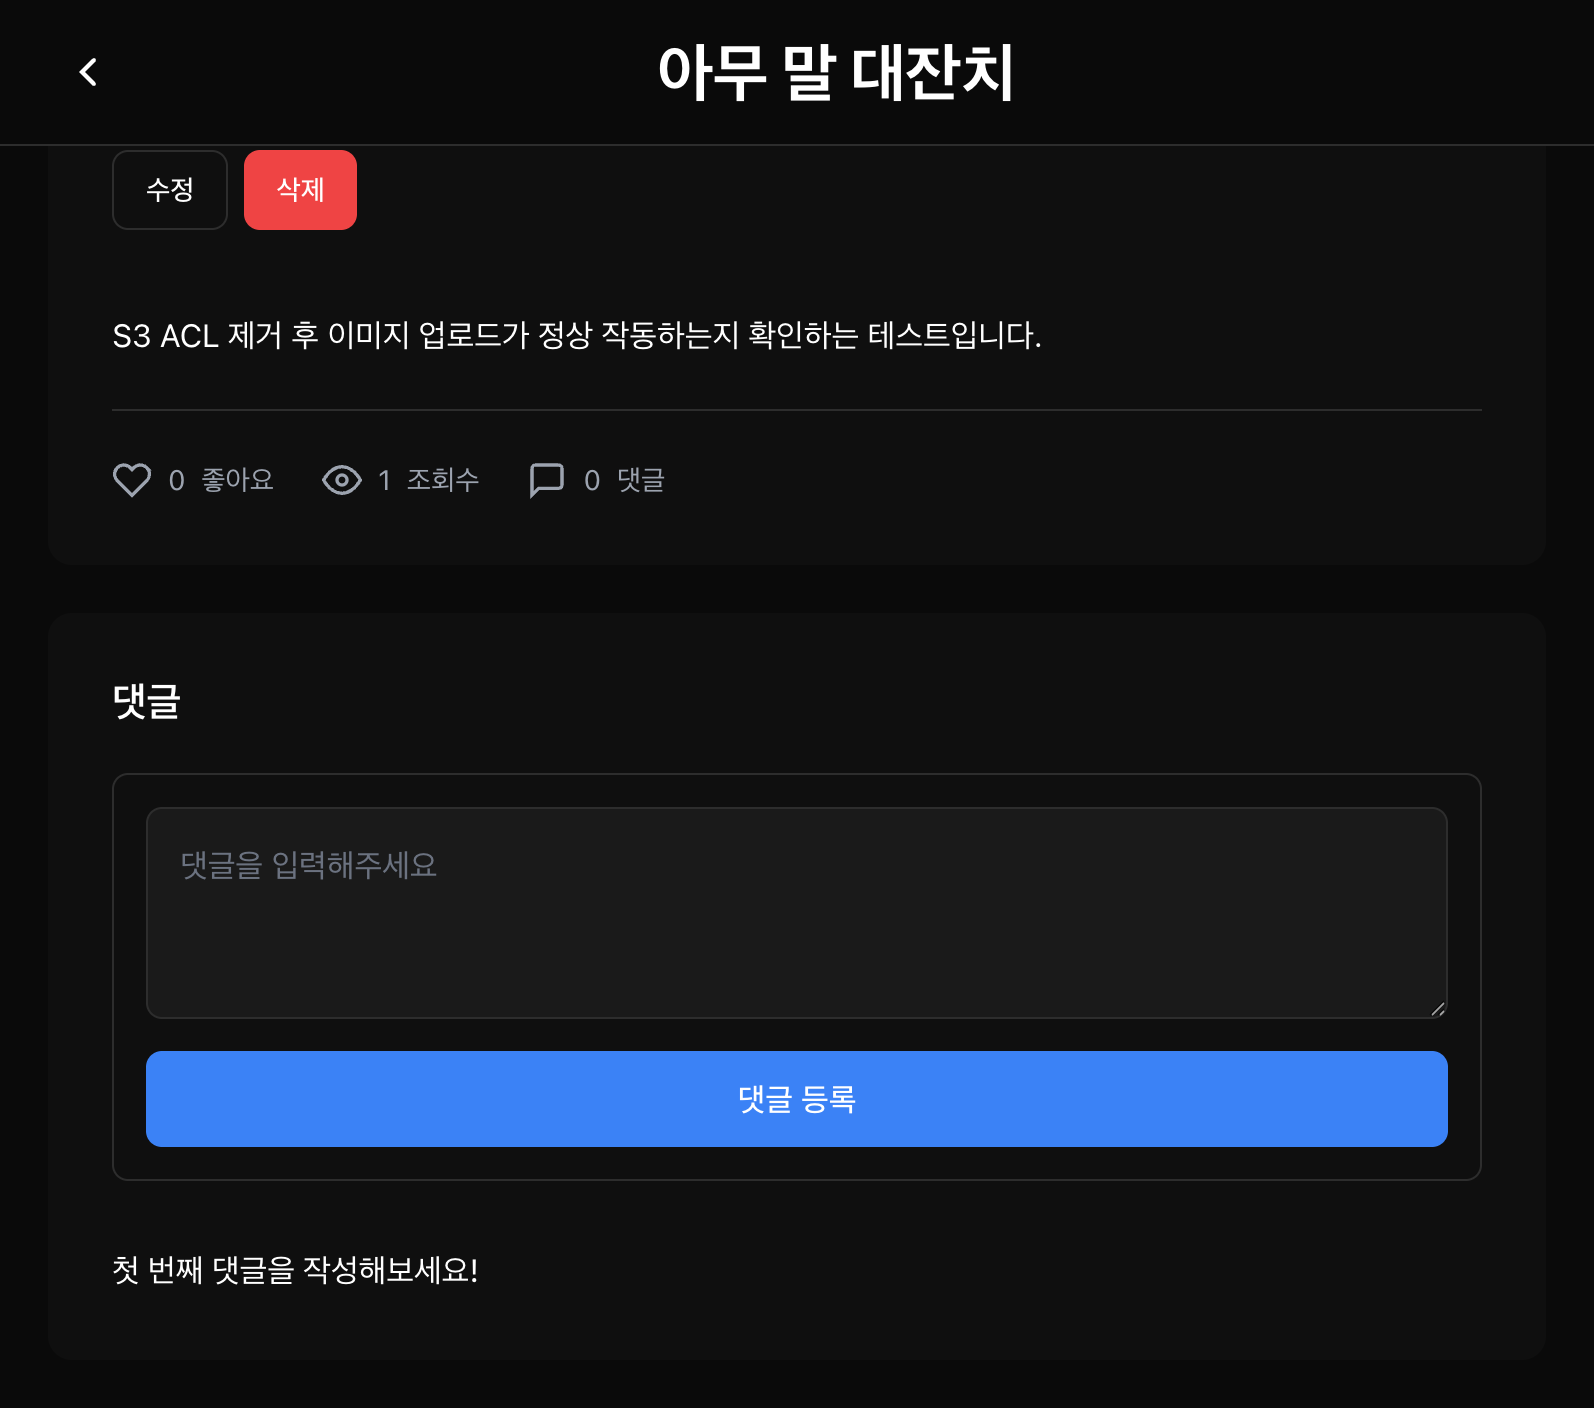 아무 말 대잔치
수정 삭제
S3 ACL 제거 후 이미지 업로드가 정상 작동하는지 확인하는 테스트입니다.
0 좋아요 1 조회수 0 댓글
댓글
댓글을 입력해주세요
댓글 등록
첫 번째 댓글을 작성해보세요!